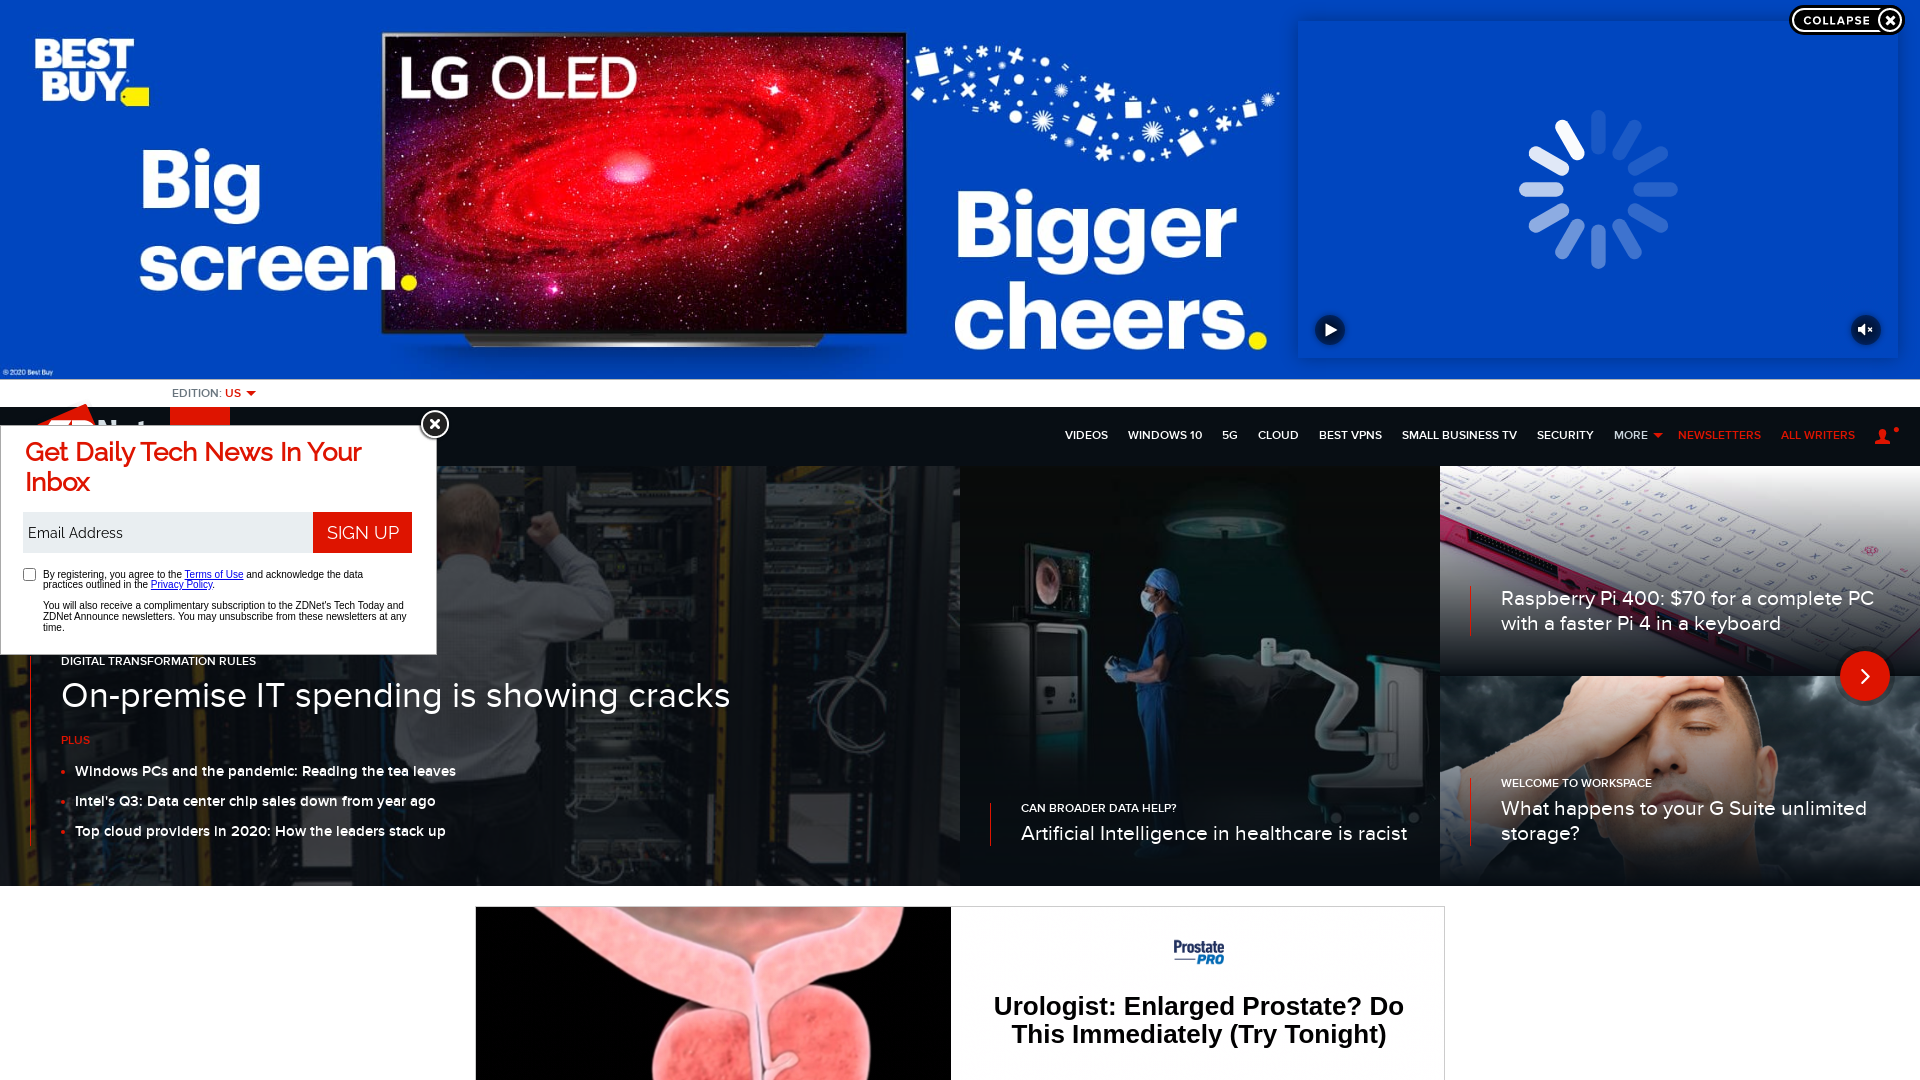 COLLAPSE
BEST
BUY
LG OLED
Big
screen.
Bigger
cheers.
© 2020 Best Buy
EDITION: US
VIDEOS WINDOWS 10 5G CLOUD BEST VPNS SMALL BUSINESS TV SECURITY MORE NEWSLETTERS ALL WRITERS
Get Daily Tech News In Your
Inbox
Email Address
SIGN UP
By registering, you agree to the Terms of Use and acknowledge the data
practices outlined in the Privacy Policy.
You will also receive a complimentary subscription to the ZDNet's Tech Today and
ZDNet Announce newsletters. You may unsubscribe from these newsletters at any
time.
DIGITAL TRANSFORMATION RULES
On-premise IT spending is showing cracks
PLUS
Windows PCs and the pandemic: Reading the tea leaves
Intel's Q3: Data center chip sales down from year ago
Top cloud providers in 2020: How the leaders stack up
CAN BROADER DATA HELP?
Artificial Intelligence in healthcare is racist
Raspberry Pi 400: $70 for a complete PC
with a faster Pi 4 in a keyboard
WELCOME TO WORKSPACE
What happens to your G Suite unlimited
storage?
Prostate
PRO
Urologist: Enlarged Prostate? Do
This Immediately (Try Tonight)